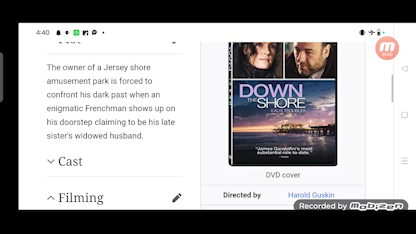 4:40
The owner of a Jersey shore
amusement park is forced to
confront his dark past when an
enigmatic Frenchman shows up on
his doorstep claiming to be his late
sister's widowed husband.
Cast
Filming
DOWN
THE
SHORE
"James Gandolfini's most
substantial role to date."
DVD cover
Directed by
Harold Guskin
Recorded by
MOBIZEN